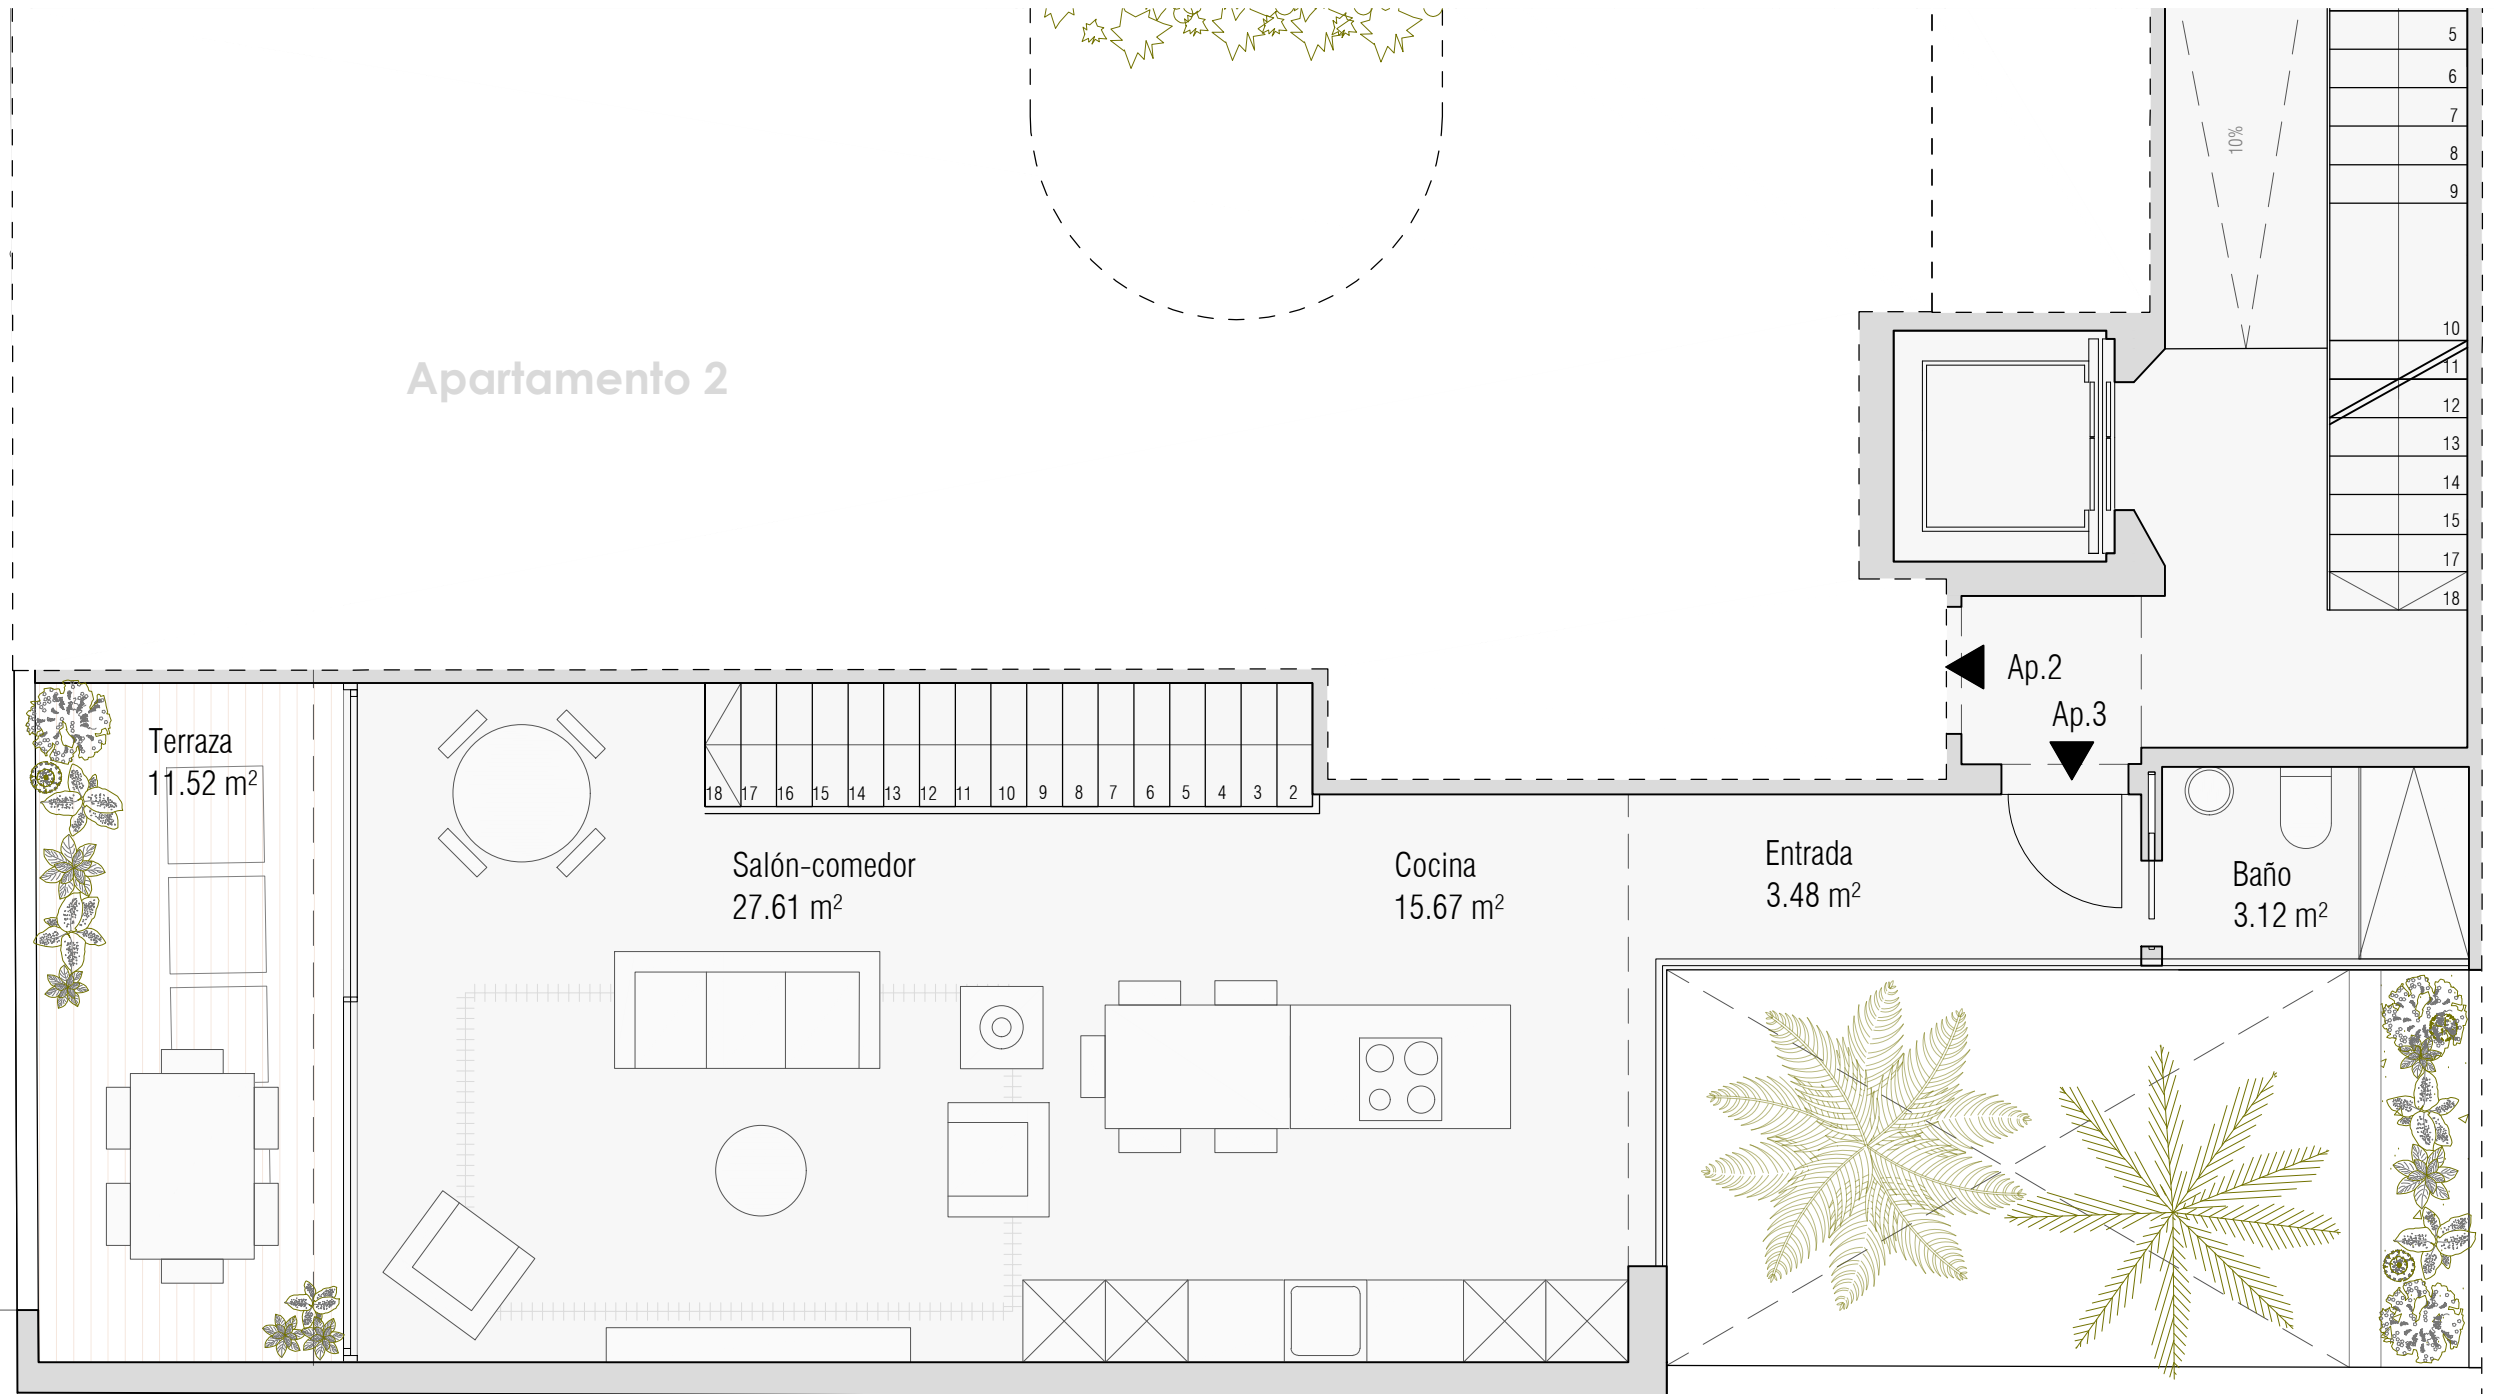 5
6
7
8
9
10%
10
11
12
13
14
15
17
18
Apartamento 2
Ap.2
Ap.3
Terraza
11.52 m²
18 17 16 15 14 13 12 11 10 9 8 7 6 5 4 3 2
Salón-comedor
27.61 m²
Cocina
15.67 m²
Entrada
3.48 m²
Baño
3.12 m²